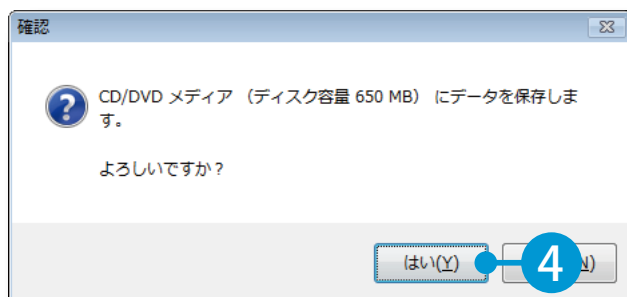 確認
CD/DVD メディア （ディスク容量 650 MB） にデータを保存しま
す。
よろしいですか？
はい(Y)
4
N)